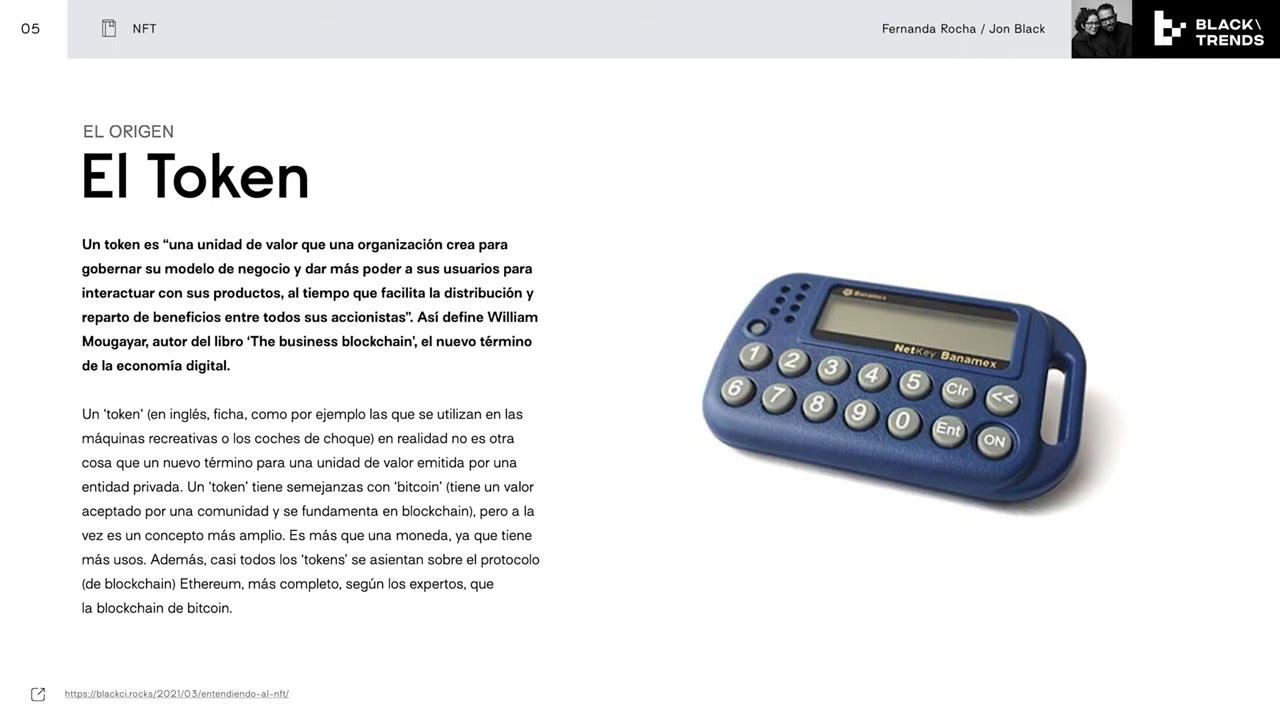 05
NFT
Fernanda Rocha / Jon Black
BLACK\
TRENDS
EL ORIGEN
El Token
Un token es “una unidad de valor que una organización crea para
gobernar su modelo de negocio y dar más poder a sus usuarios para
interactuar con sus productos, al tiempo que facilita la distribución y
reparto de beneficios entre todos sus accionistas”. Así define William
Mougayar, autor del libro ‘The business blockchain’, el nuevo término
de la economía digital.
Un ‘token’ (en inglés, ficha, como por ejemplo las que se utilizan en las
máquinas recreativas o los coches de choque) en realidad no es otra
cosa que un nuevo término para una unidad de valor emitida por una
entidad privada. Un ‘token’ tiene semejanzas con ‘bitcoin’ (tiene un valor
aceptado por una comunidad y se fundamenta en blockchain), pero a la
vez es un concepto más amplio. Es más que una moneda, ya que tiene
más usos. Además, casi todos los ‘tokens’ se asientan sobre el protocolo
(de blockchain) Ethereum, más completo, según los expertos, que
la blockchain de bitcoin.
Banamex
NetKey Banamex
1 2 3 4 5 Clr <<
6 7 8 9 0 Ent ON
https://blackci.rocks/2021/03/entendiendo-al-nft/